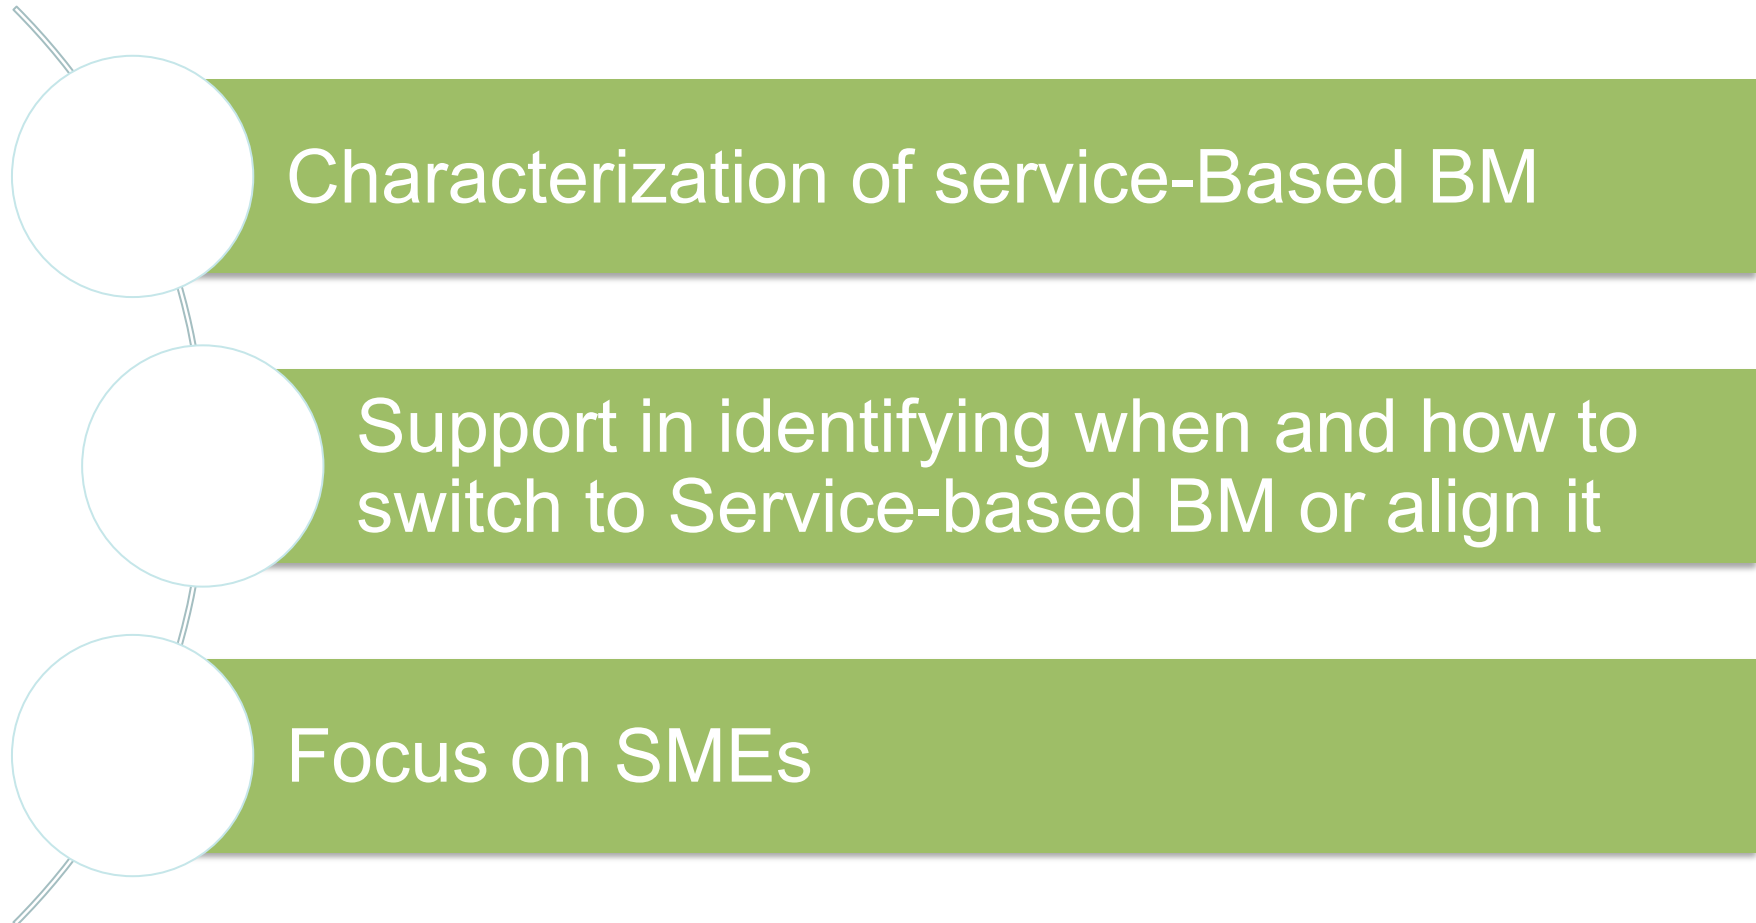 Characterization of service-Based BM
Support in identifying when and how to
switch to Service-based BM or align it
Focus on SMEs